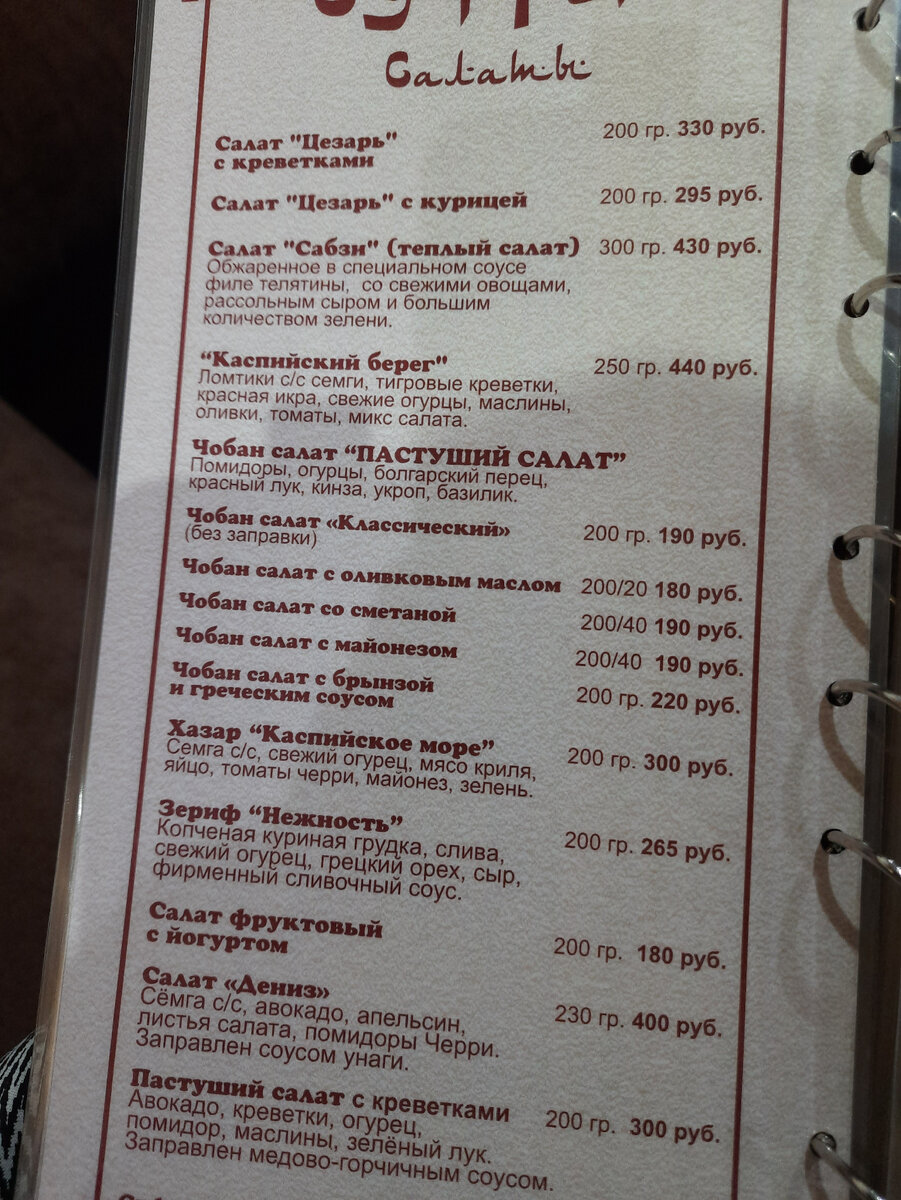 Салаты
Салат "Цезарь"
с креветками
200 гр. 330 руб.
Салат "Цезарь" с курицей 200 гр. 295 руб.
Салат "Сабзи" (теплый салат) 300 гр. 430 руб.
Обжаренное в специальном соусе
филе телятины, со свежими овощами,
рассольным сыром и большим
количеством зелени.
“Каспийский берег" 250 гр. 440 руб.
Ломтики с/с семги, тигровые креветки,
красная икра, свежие огурцы, маслины,
оливки, томаты, микс салата.
Чобан салат “ПАСТУШИЙ САЛАТ”
Помидоры, огурцы, болгарский перец,
красный лук, кинза, укроп, базилик.
Чобан салат «Классический» 200 гр. 190 руб.
(без заправки)
Чобан салат с оливковым маслом 200/20 180 руб.
Чобан салат со сметаной 200/40 190 руб.
Чобан салат с майонезом 200/40 190 руб.
Чобан салат с брынзой
и греческим соусом
200 гр. 220 руб.
Хазар “Каспийское море” 200 гр. 300 руб.
Семга с/с, свежий огурец, мясо криля,
яйцо, томаты черри, майонез, зелень.
Зериф “Нежность” 200 гр. 265 руб.
Копченая куриная грудка, слива,
свежий огурец, грецкий орех, сыр,
фирменный сливочный соус.
Салат фруктовый
с йогуртом
200 гр. 180 руб.
Салат «Дениз» 230 гр. 400 руб.
Сёмга с/с, авокадо, апельсин,
листья салата, помидоры Черри.
Заправлен соусом унаги.
Пастуший салат с креветками 200 гр. 300 руб.
Авокадо, креветки, огурец,
помидор, маслины, зелёный лук.
Заправлен медово-горчичным соусом.